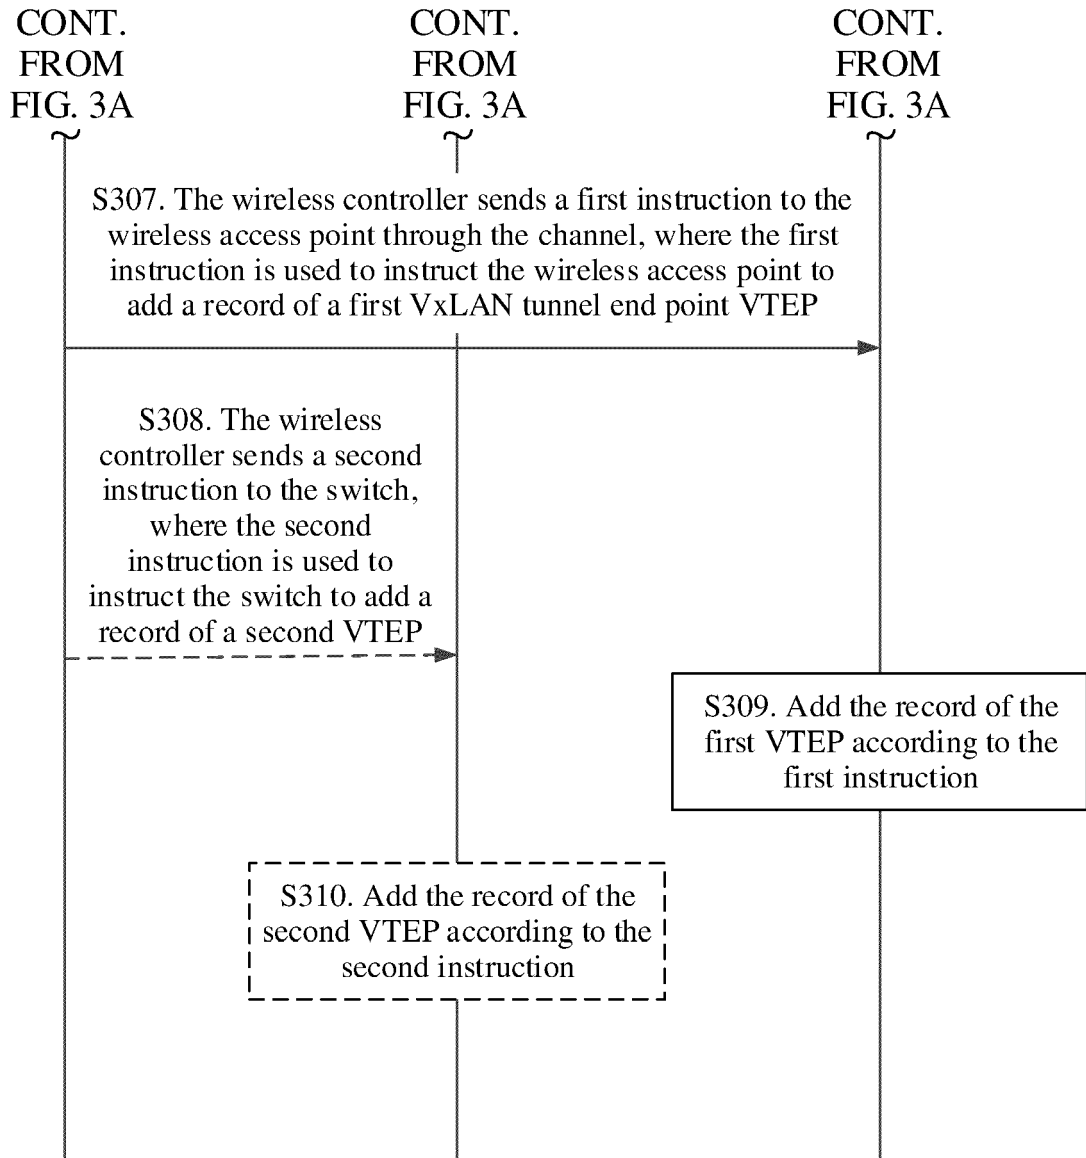 CONT.
FROM
FIG. 3A
CONT.
FROM
FIG. 3A
CONT.
FROM
FIG. 3A
S307. The wireless controller sends a first instruction to the
wireless access point through the channel, where the first
instruction is used to instruct the wireless access point to
add a record of a first VxLAN tunnel end point VTEP
S308. The wireless
controller sends a second
instruction to the switch,
where the second
instruction is used to
instruct the switch to add a
record of a second VTEP
S309. Add the record of the
first VTEP according to the
first instruction
S310. Add the record of the
second VTEP according to the
second instruction